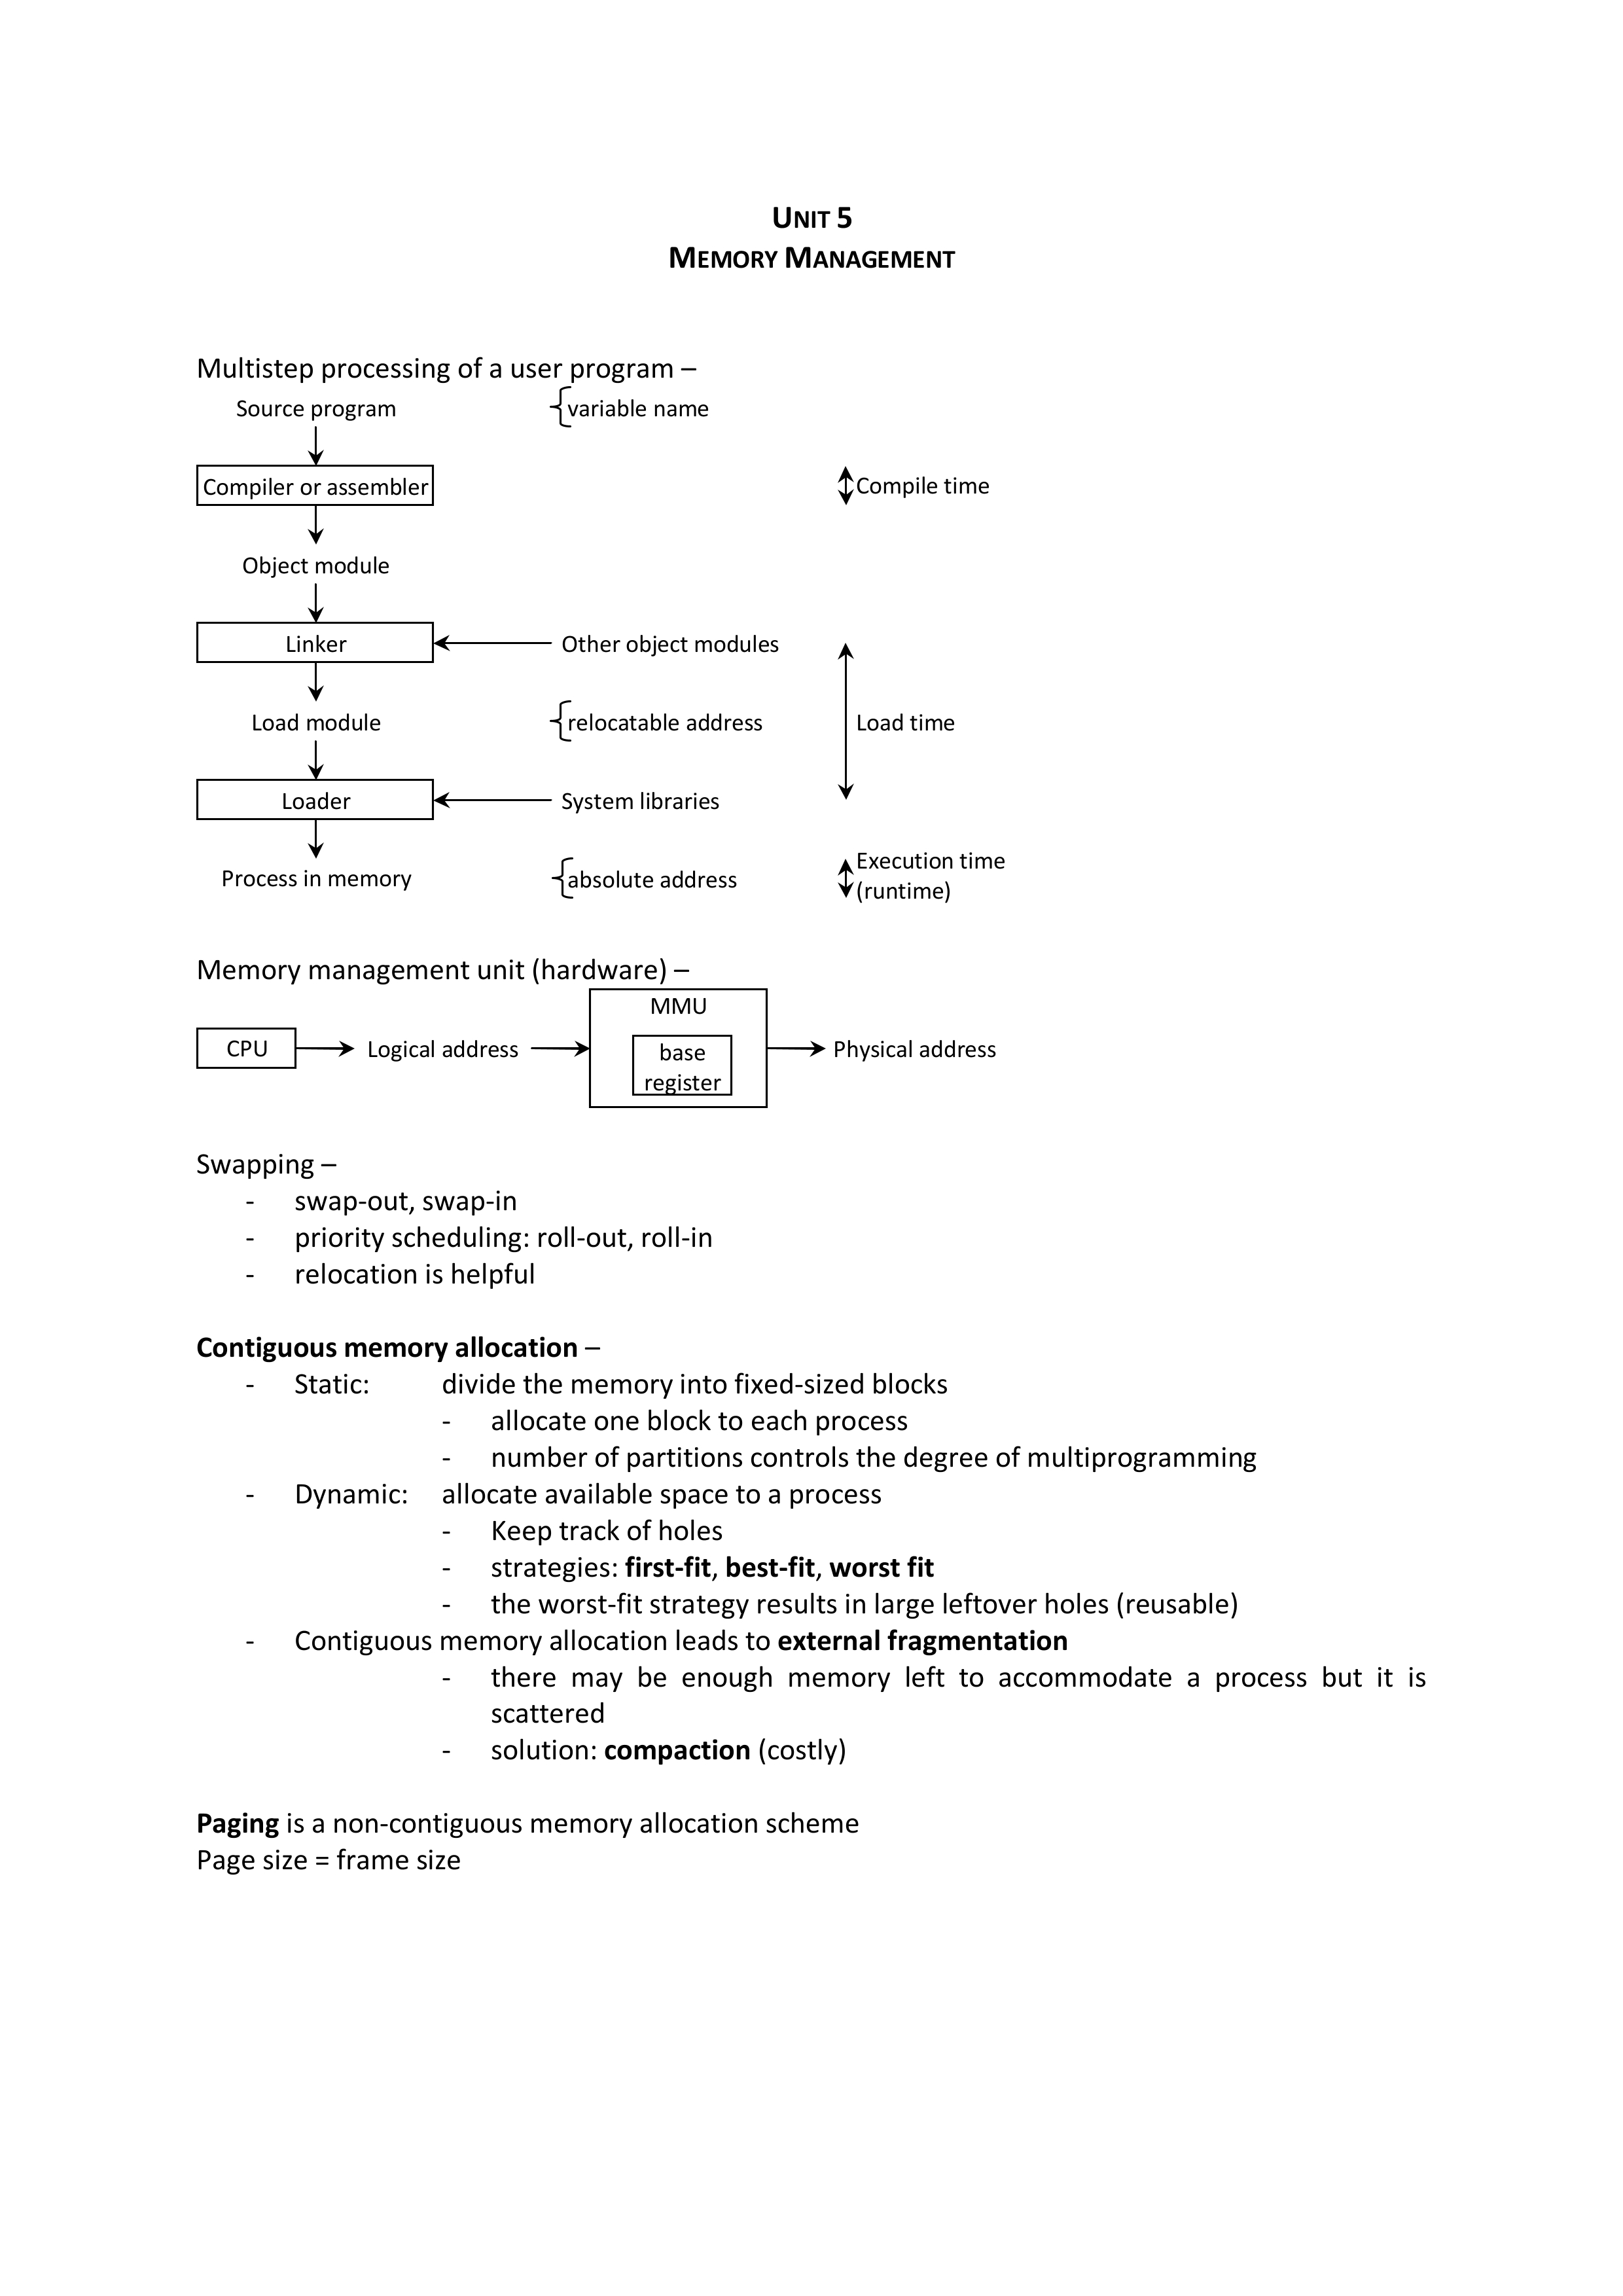 UNIT 5
MEMORY MANAGEMENT
Multistep processing of a user program –
Source program
variable name
Compiler or assembler
Compile time
Object module
Linker
Other object modules
Load module
relocatable address
Load time
Loader
System libraries
Process in memory
absolute address
Execution time
(runtime)
Memory management unit (hardware) –
MMU
CPU
Logical address
base
register
Physical address
Swapping –
- swap-out, swap-in
- priority scheduling: roll-out, roll-in
- relocation is helpful
Contiguous memory allocation –
- Static: divide the memory into fixed-sized blocks
- allocate one block to each process
- number of partitions controls the degree of multiprogramming
- Dynamic: allocate available space to a process
- Keep track of holes
- strategies: first-fit, best-fit, worst fit
- the worst-fit strategy results in large leftover holes (reusable)
- Contiguous memory allocation leads to external fragmentation
- there may be enough memory left to accommodate a process but it is
scattered
- solution: compaction (costly)
Paging is a non-contiguous memory allocation scheme
Page size = frame size